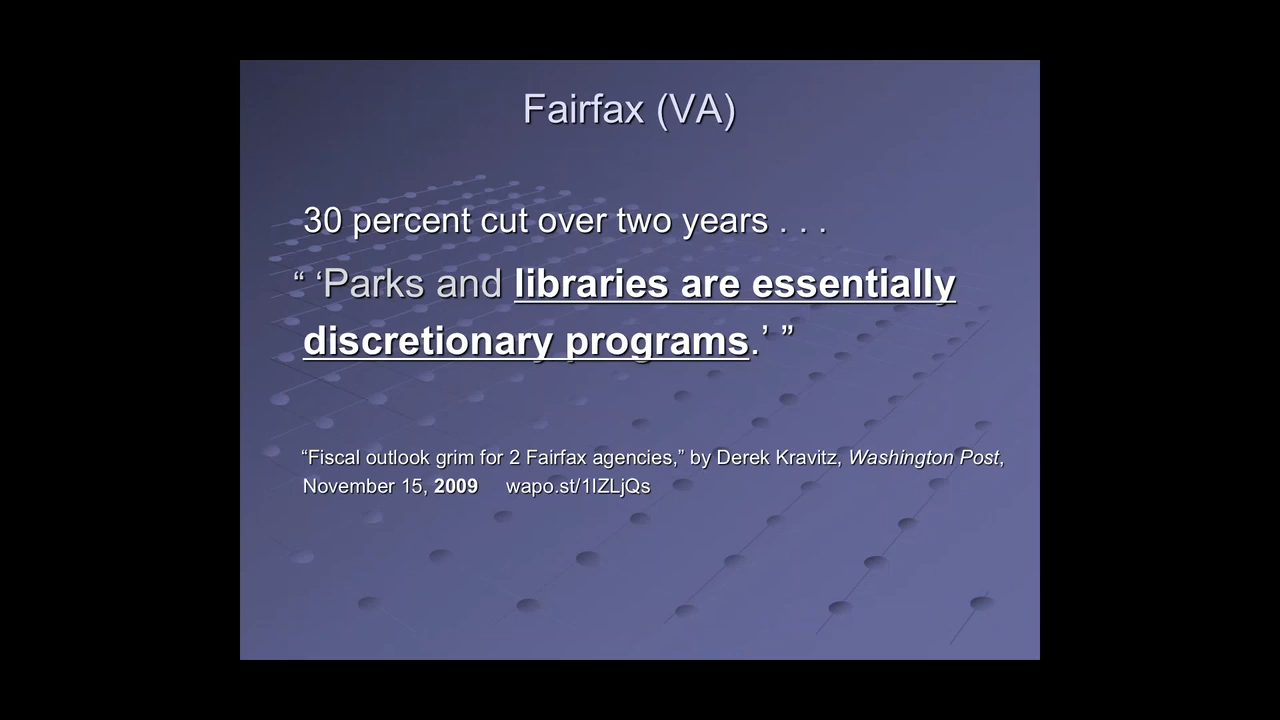 Fairfax (VA)
30 percent cut over two years . . .
“ ‘Parks and libraries are essentially
discretionary programs.’ ”
“Fiscal outlook grim for 2 Fairfax agencies,” by Derek Kravitz, Washington Post,
November 15, 2009 wapo.st/1IZLjQs